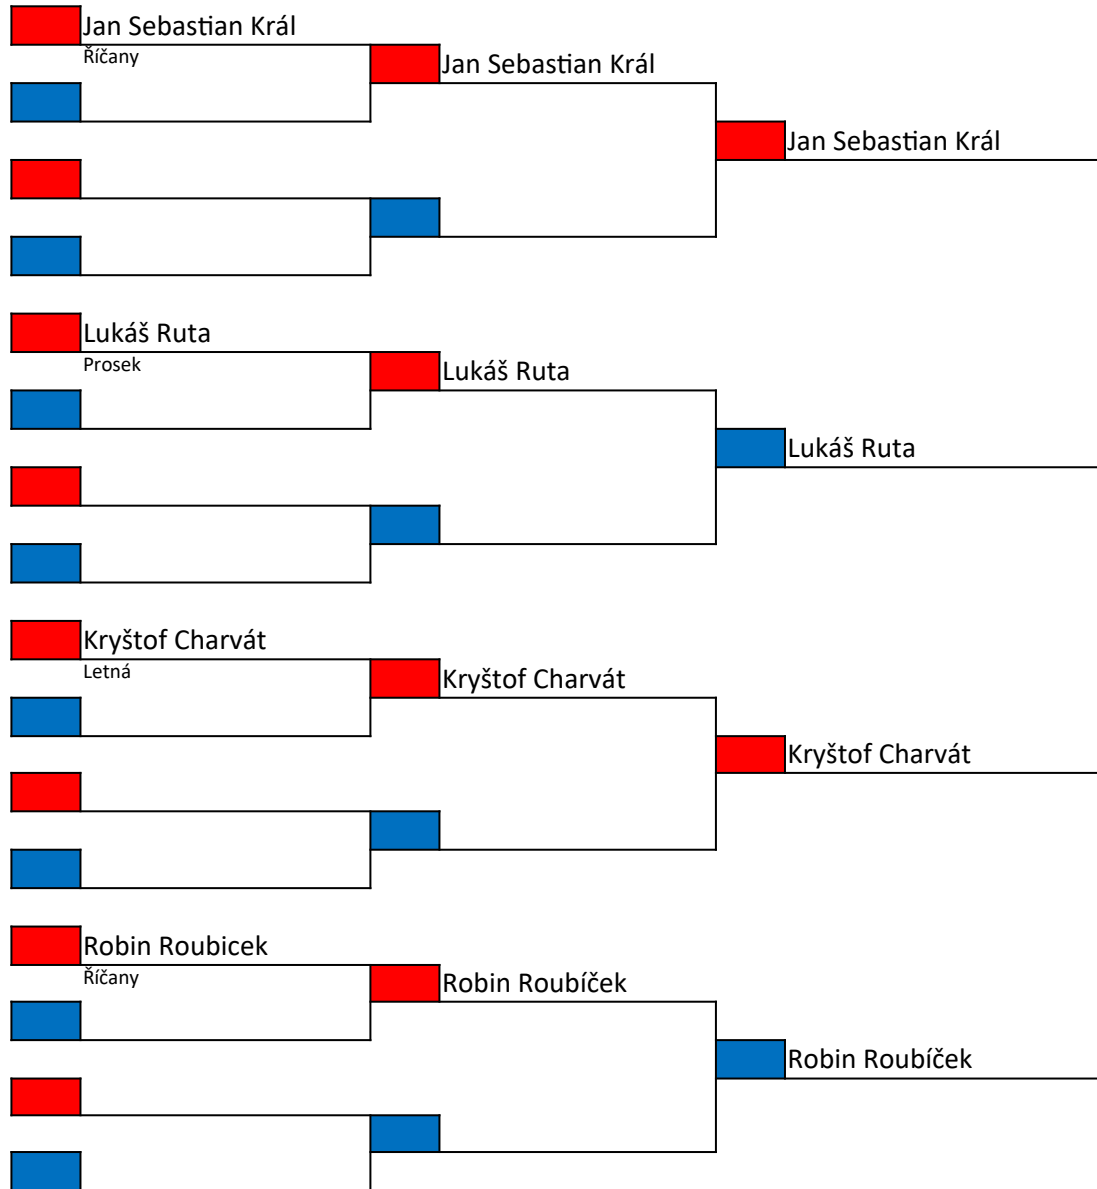 Jan Sebastian Král
Říčany
Jan Sebastian Král
Jan Sebastian Král
Lukáš Ruta
Prosek
Lukáš Ruta
Lukáš Ruta
Kryštof Charvát
Letná
Kryštof Charvát
Kryštof Charvát
Robin Roubicek
Říčany
Robin Roubíček
Robin Roubíček